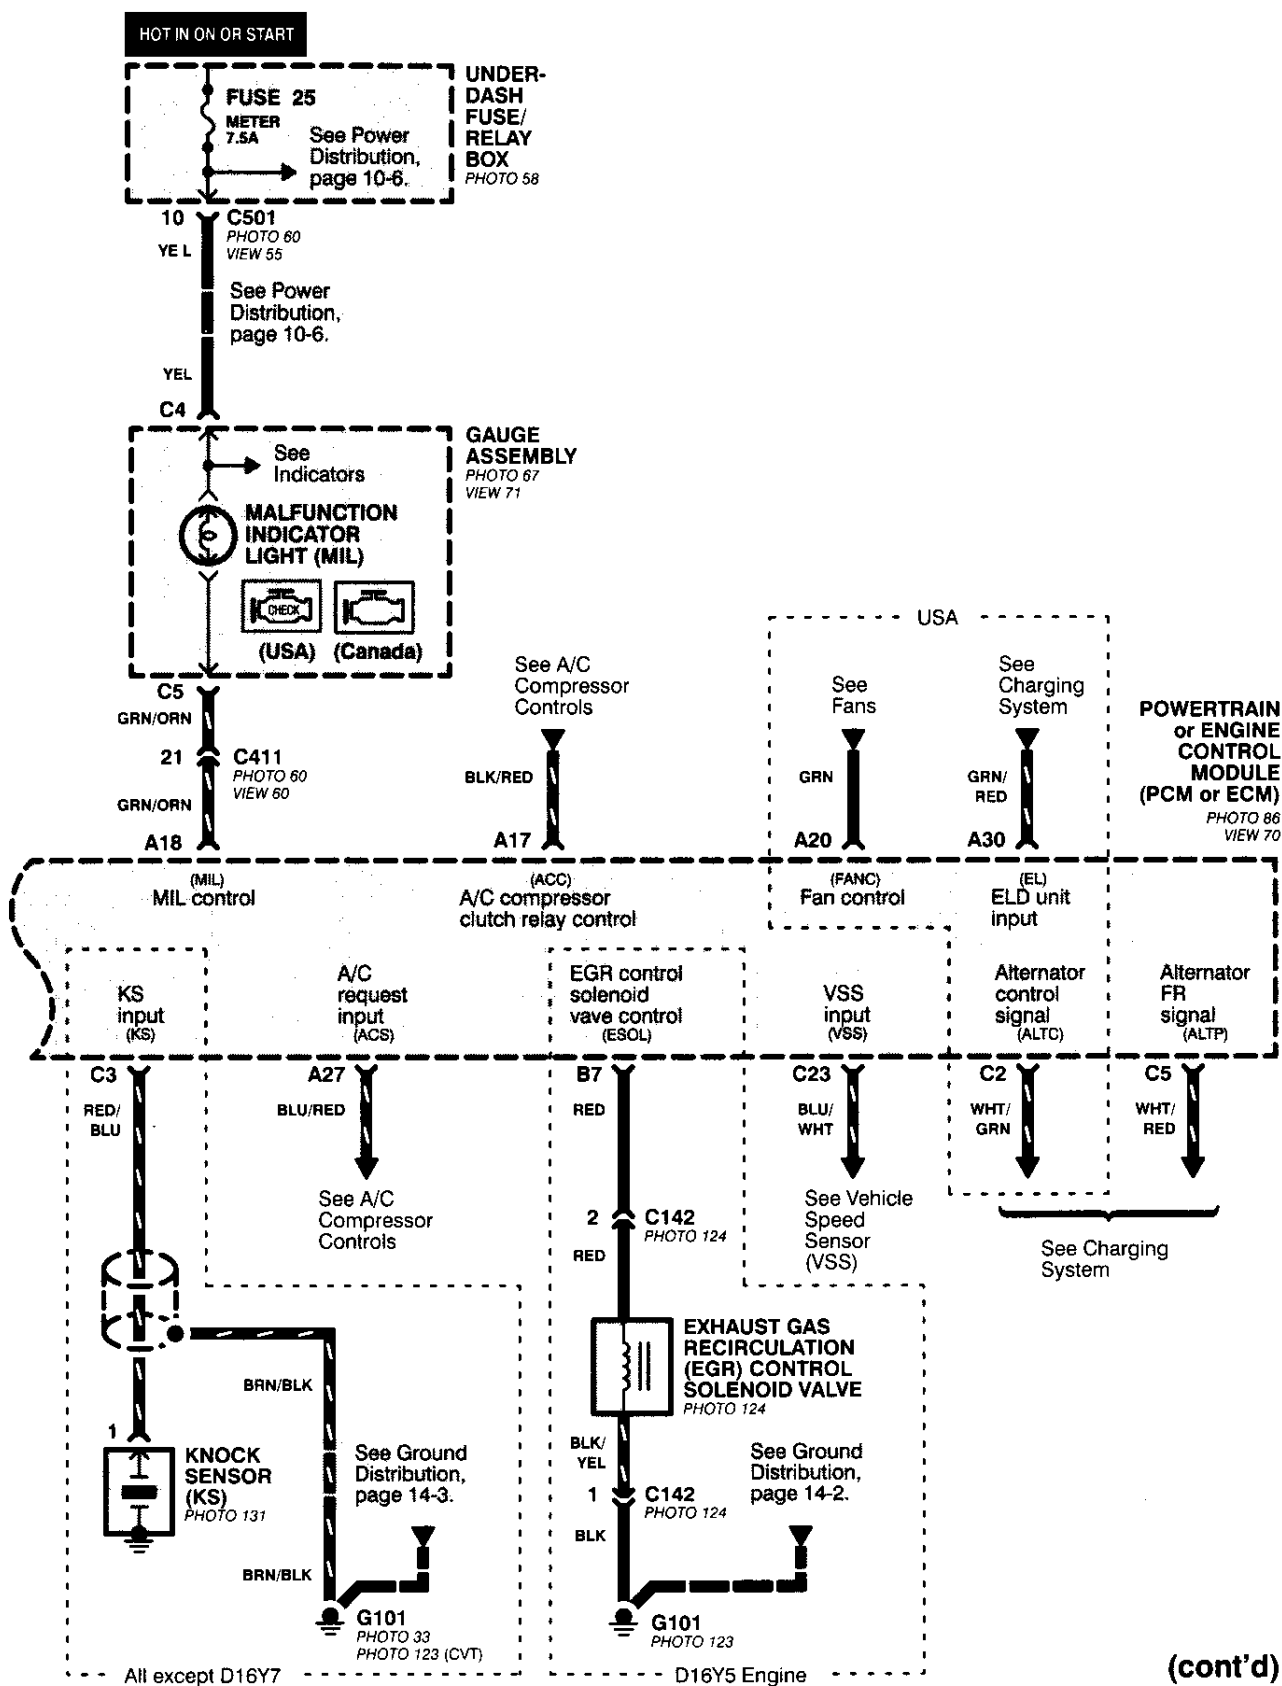 HOT IN ON OR START
UNDER-
DASH
FUSE/
RELAY
BOX
PHOTO 58
FUSE 25
METER
7.5A
See Power
Distribution,
page 10-6.
10
C501
PHOTO 60
VIEW 55
YEL
See Power
Distribution,
page 10-6.
YEL
C4
GAUGE
ASSEMBLY
PHOTO 67
VIEW 71
See
Indicators
MALFUNCTION
INDICATOR
LIGHT (MIL)
CHECK
(USA)
(Canada)
C5
GRN/ORN
21
C411
PHOTO 60
VIEW 60
GRN/ORN
A18
See A/C
Compressor
Controls
BLK/RED
A17
USA
See
Fans
GRN
A20
See
Charging
System
GRN/
RED
A30
POWERTRAIN
or ENGINE
CONTROL
MODULE
(PCM or ECM)
PHOTO 86
VIEW 70
(MIL)
MIL control
(ACC)
A/C compressor
clutch relay control
(FANC)
Fan control
(EL)
ELD unit
input
KS
input
(KS)
A/C
request
input
(ACS)
EGR control
solenoid
vave control
(ESOL)
VSS
input
(VSS)
Alternator
control
signal
(ALTC)
Alternator
FR
signal
(ALTP)
C3
RED/
BLU
A27
BLU/RED
See A/C
Compressor
Controls
B7
RED
2
C142
PHOTO 124
RED
C23
BLU/
WHT
See Vehicle
Speed
Sensor
(VSS)
C2
WHT/
GRN
C5
WHT/
RED
See Charging
System
BRN/BLK
1
KNOCK
SENSOR
(KS)
PHOTO 131
See Ground
Distribution,
page 14-3.
BRN/BLK
G101
PHOTO 33
PHOTO 123 (CVT)
EXHAUST GAS
RECIRCULATION
(EGR) CONTROL
SOLENOID VALVE
PHOTO 124
BLK/
YEL
1
C142
PHOTO 124
BLK
See Ground
Distribution,
page 14-2.
G101
PHOTO 123
All except D16Y7
D16Y5 Engine
(cont'd)